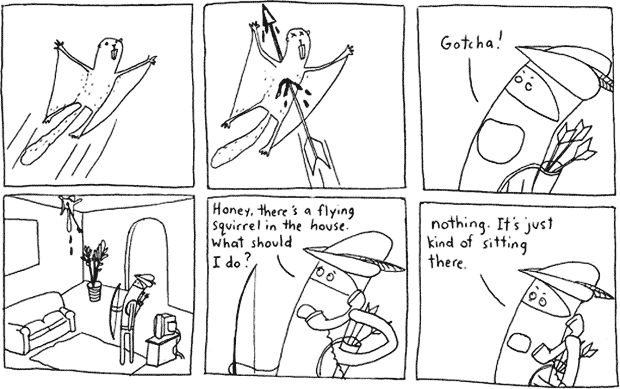 Gotcha!
Honey, there's a flying
squirrel in the house.
What should
I do?
nothing. It's just
kind of sitting
there.